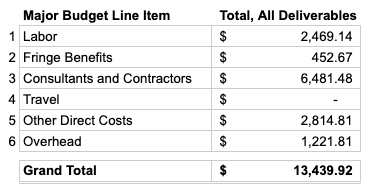 Major Budget Line Item Total, All Deliverables
1 Labor $ 2,469.14
2 Fringe Benefits $ 452.67
3 Consultants and Contractors $ 6,481.48
4 Travel $ -
5 Other Direct Costs $ 2,814.81
6 Overhead $ 1,221.81
Grand Total $ 13,439.92